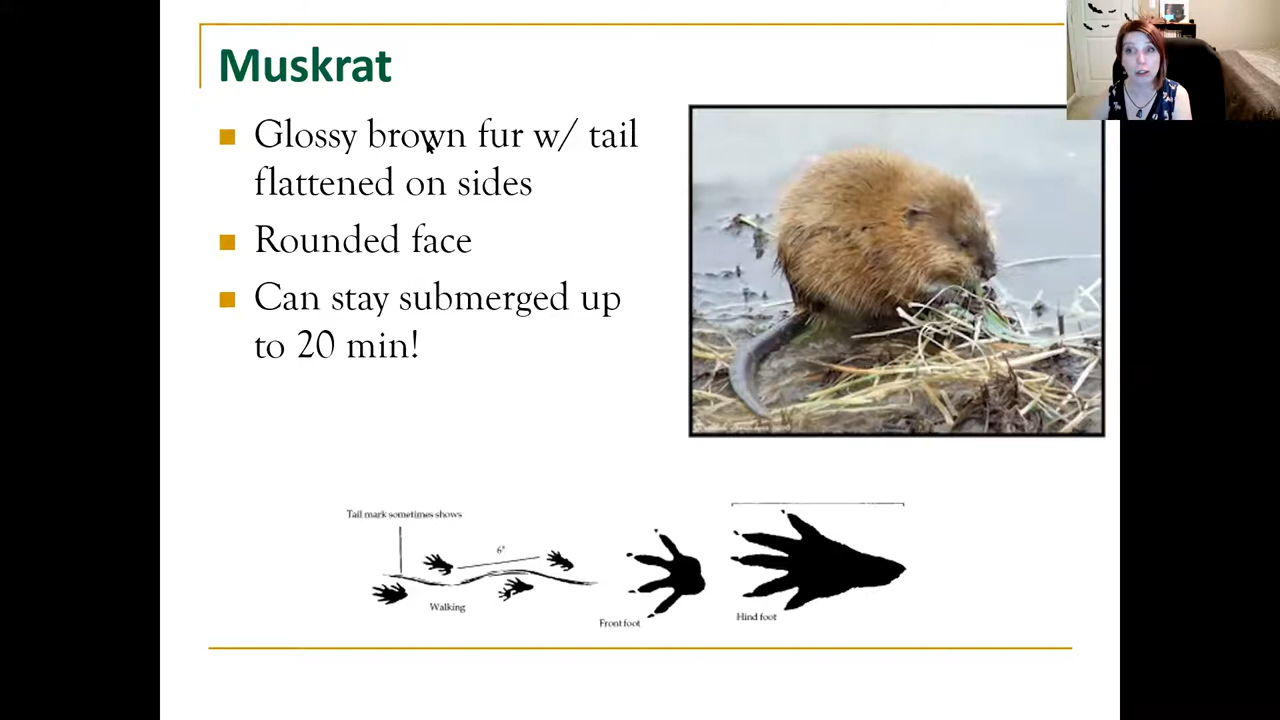 Muskrat
Glossy brown fur w/ tail
flattened on sides
Rounded face
Can stay submerged up
to 20 min!
Tail mark sometimes shows
6"
Walking
Front foot
Hind foot